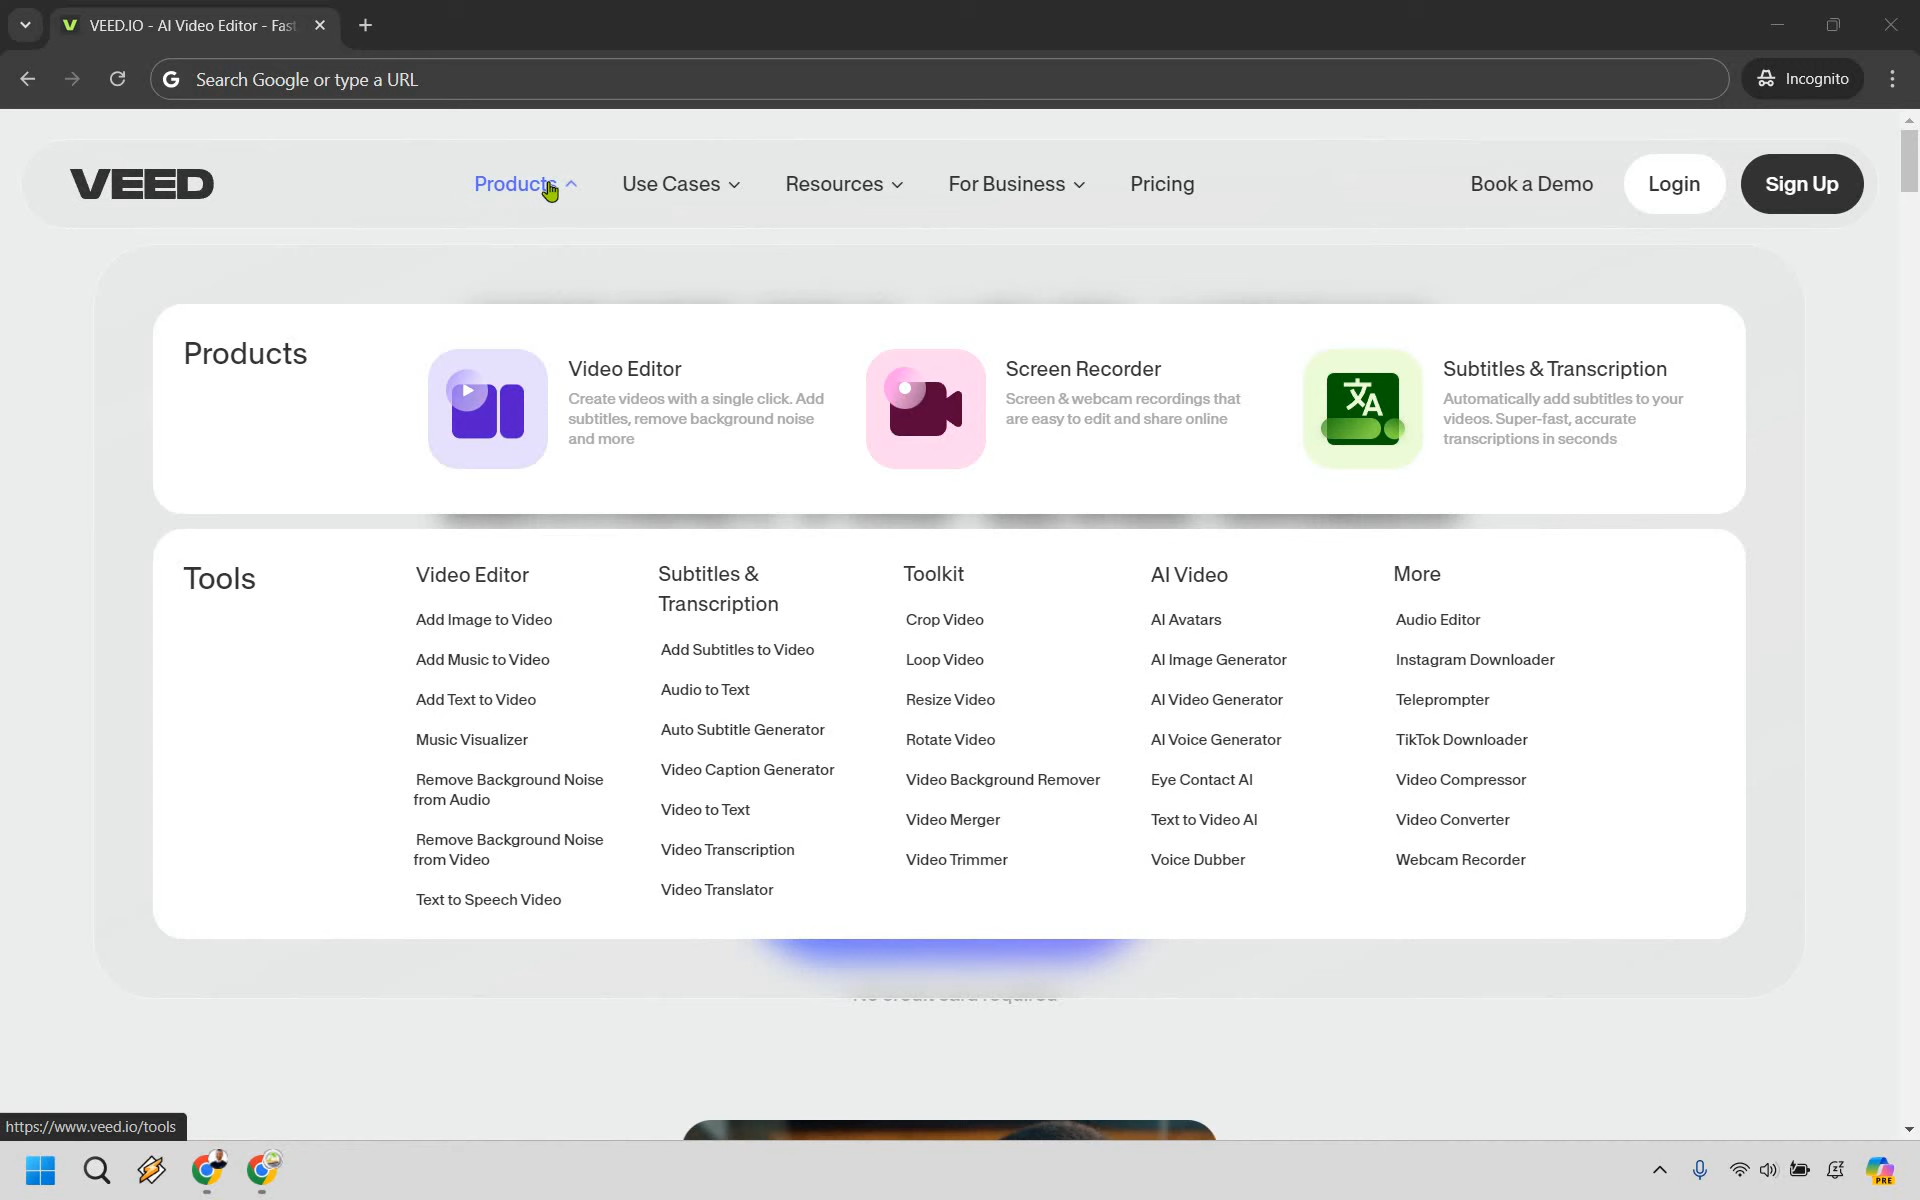 VEED.IO - AI Video Editor - Fas
Search Google or type a URL
Incognito
VEED
Products
Use Cases
Resources
For Business
Pricing
Book a Demo
Login
Sign Up
Products
Video Editor
Create videos with a single click. Add
subtitles, remove background noise
and more
Screen Recorder
Screen & webcam recordings that
are easy to edit and share online
Subtitles & Transcription
Automatically add subtitles to your
videos. Super-fast, accurate
transcriptions in seconds
Tools
Video Editor
Add Image to Video
Add Music to Video
Add Text to Video
Music Visualizer
Remove Background Noise
from Audio
Remove Background Noise
from Video
Text to Speech Video
Subtitles &
Transcription
Add Subtitles to Video
Audio to Text
Auto Subtitle Generator
Video Caption Generator
Video to Text
Video Transcription
Video Translator
Toolkit
Crop Video
Loop Video
Resize Video
Rotate Video
Video Background Remover
Video Merger
Video Trimmer
AI Video
AI Avatars
AI Image Generator
AI Video Generator
AI Voice Generator
Eye Contact AI
Text to Video AI
Voice Dubber
More
Audio Editor
Instagram Downloader
Teleprompter
TikTok Downloader
Video Compressor
Video Converter
Webcam Recorder
No credit card required
https://www.veed.io/tools
PRE